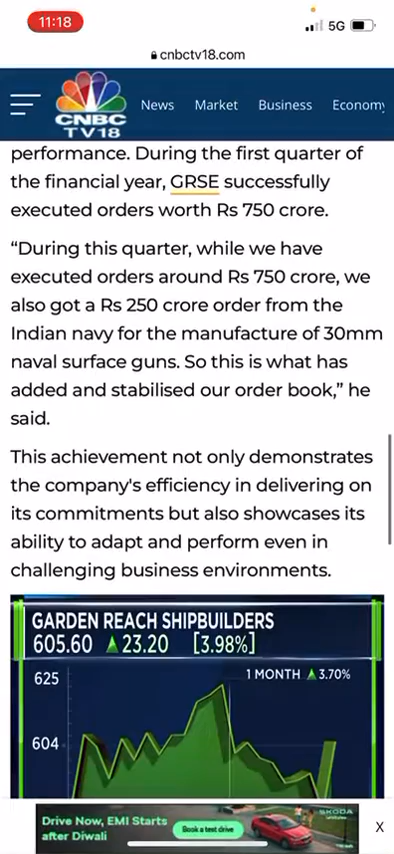 11:18
5G
cnbctv18.com
CNBC
TV18
News Market Business Economy
performance. During the first quarter of
the financial year, GRSE successfully
executed orders worth Rs 750 crore.
“During this quarter, while we have
executed orders around Rs 750 crore, we
also got a Rs 250 crore order from the
Indian navy for the manufacture of 30mm
naval surface guns. So this is what has
added and stabilised our order book,” he
said.
This achievement not only demonstrates
the company's efficiency in delivering on
its commitments but also showcases its
ability to adapt and perform even in
challenging business environments.
GARDEN REACH SHIPBUILDERS
605.60 ▲23.20 [3.98%]
625
1 MONTH ▲3.70%
604
Drive Now, EMI Starts
after Diwali
Book a test drive
SKODA
X